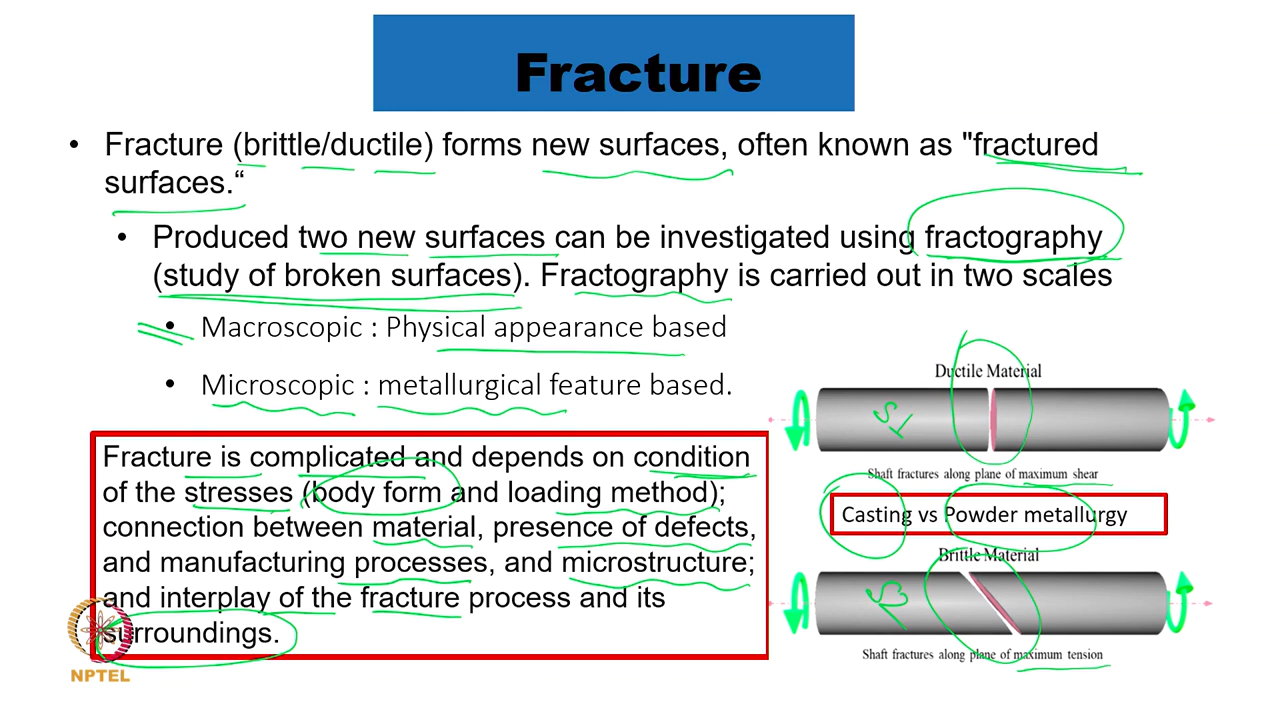 Fracture
• Fracture (brittle/ductile) forms new surfaces, often known as "fractured
surfaces.“
• Produced two new surfaces can be investigated using fractography
(study of broken surfaces). Fractography is carried out in two scales
• Macroscopic : Physical appearance based
• Microscopic : metallurgical feature based.
Fracture is complicated and depends on condition
of the stresses (body form and loading method);
connection between material, presence of defects,
and manufacturing processes, and microstructure;
and interplay of the fracture process and its
surroundings.
Ductile Material
Shaft fractures along plane of maximum shear
Casting vs Powder metallurgy
Brittle Material
Shaft fractures along plane of maximum tension
NPTEL